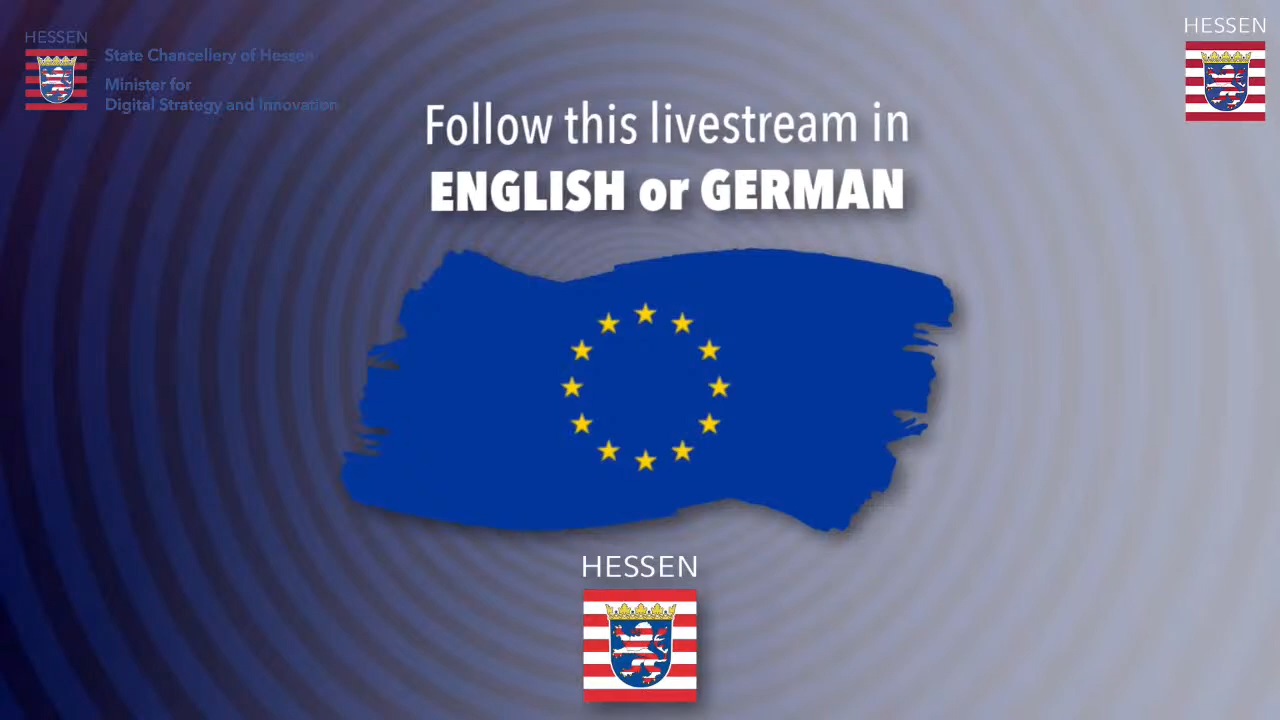 HESSEN
State Chancellery of Hessen
Minister for
Digital Strategy and Innovation
HESSEN
Follow this livestream in
ENGLISH or GERMAN
HESSEN